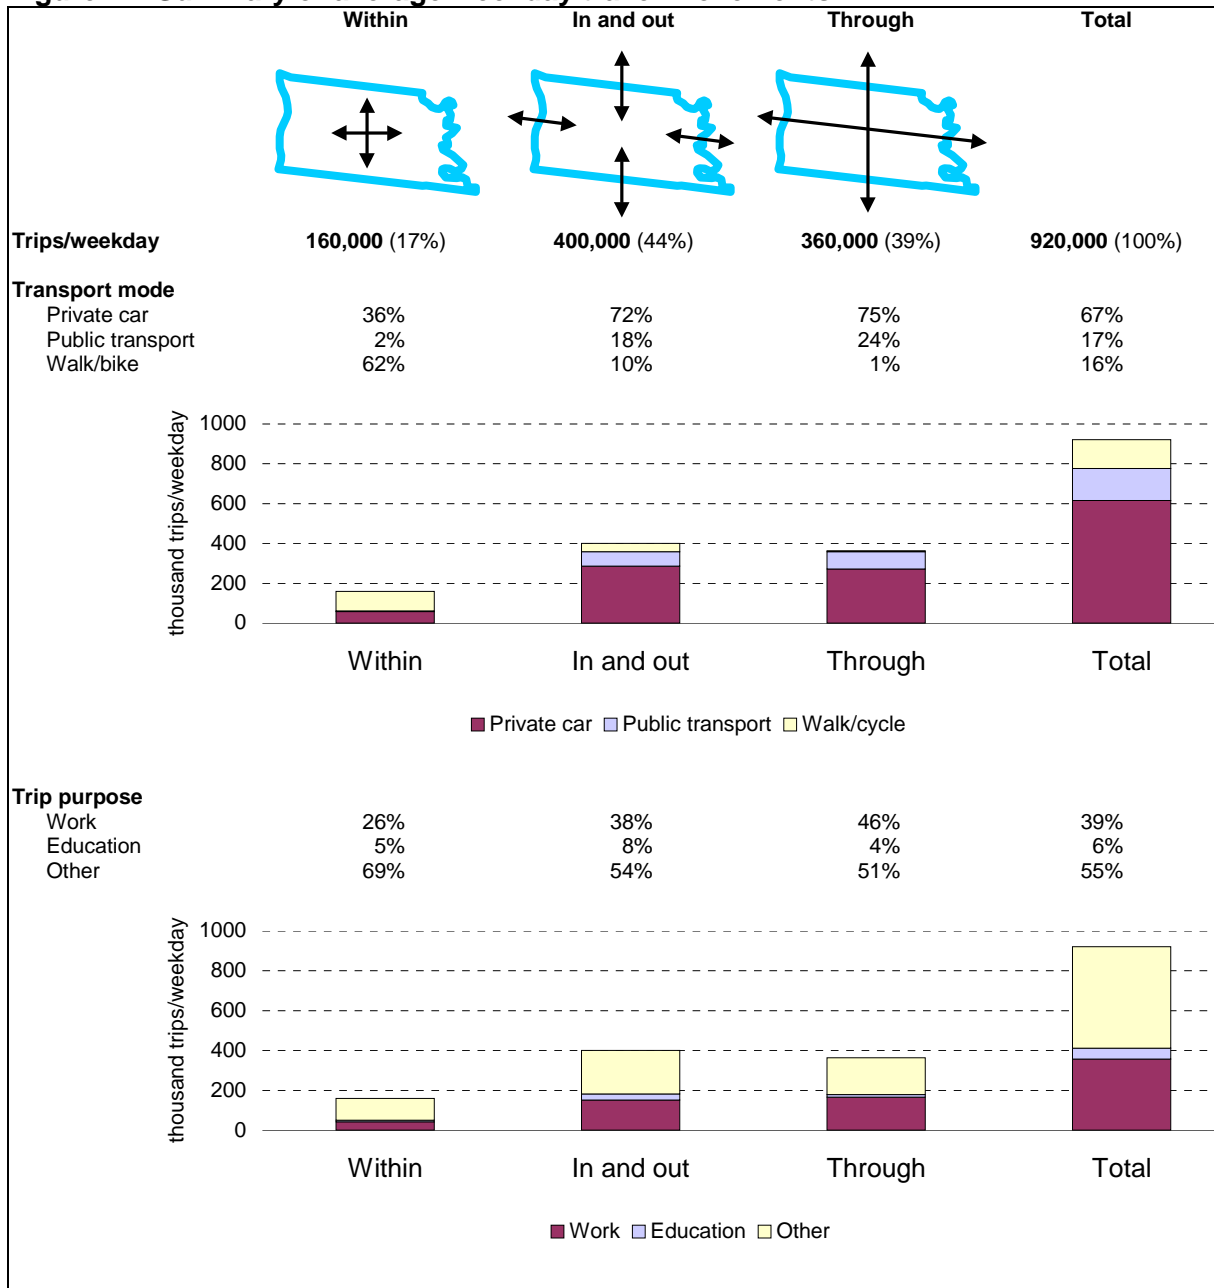 Within In and out Through Total
Trips/weekday 160,000 (17%) 400,000 (44%) 360,000 (39%) 920,000 (100%)
Transport mode
Private car 36% 72% 75% 67%
Public transport 2% 18% 24% 17%
Walk/bike 62% 10% 1% 16%
thousand trips/weekday
1000
800
600
400
200
0
Within In and out Through Total
Private car Public transport Walk/cycle
Trip purpose
Work 26% 38% 46% 39%
Education 5% 8% 4% 6%
Other 69% 54% 51% 55%
thousand trips/weekday
1000
800
600
400
200
0
Within In and out Through Total
Work Education Other